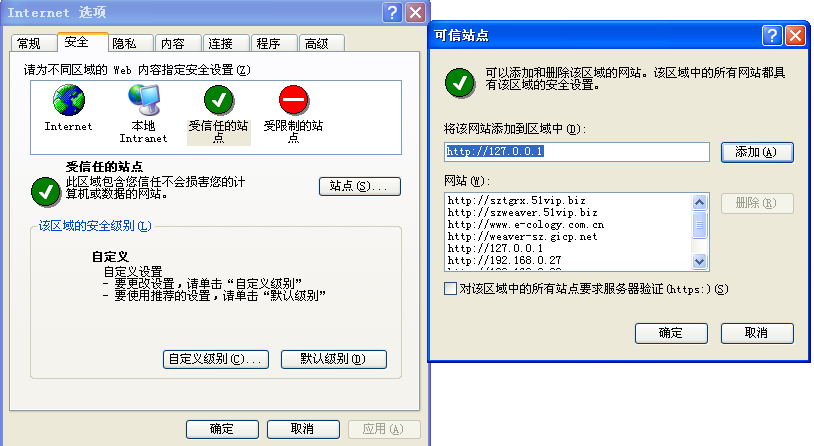 Internet 选项
常规 安全 隐私 内容 连接 程序 高级
请为不同区域的 Web 内容指定安全设置(Z)
Internet
本地
Intranet
受信任的站
点
受限制的站
点
受信任的站点
此区域包含您信任不会损害您的计
算机或数据的网站。
站点(S)...
该区域的安全级别(L)
自定义
自定义设置
- 要更改设置,请单击“自定义级别”
- 要使用推荐的设置,请单击“默认级别”
自定义级别(C)... 默认级别(D)
确定 取消 应用(A)
可信站点
可以添加和删除该区域的网站。该区域中的所有网站都具
有该区域的安全设置。
将该网站添加到区域中(D):
http://127.0.0.1 添加(A)
网站(W):
http://sztgrx.51vip.biz
http://szweaver.51vip.biz
http://www.e-cology.com.cn
http://weaver-sz.gicp.net
http://127.0.0.1
http://192.168.0.27
删除(R)
对该区域中的所有站点要求服务器验证(https:)(S)
确定 取消